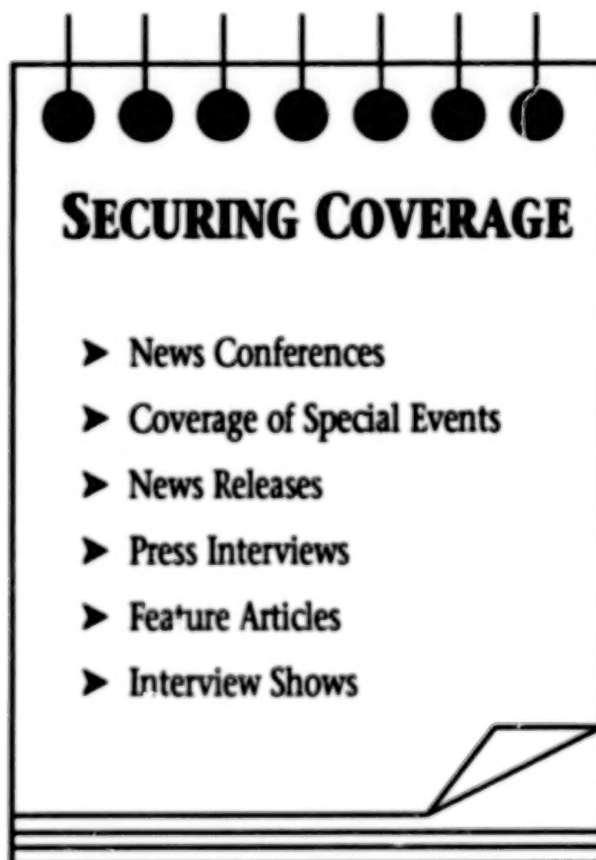 SECURING COVERAGE
➤ News Conferences
➤ Coverage of Special Events
➤ News Releases
➤ Press Interviews
➤ Feature Articles
➤ Interview Shows